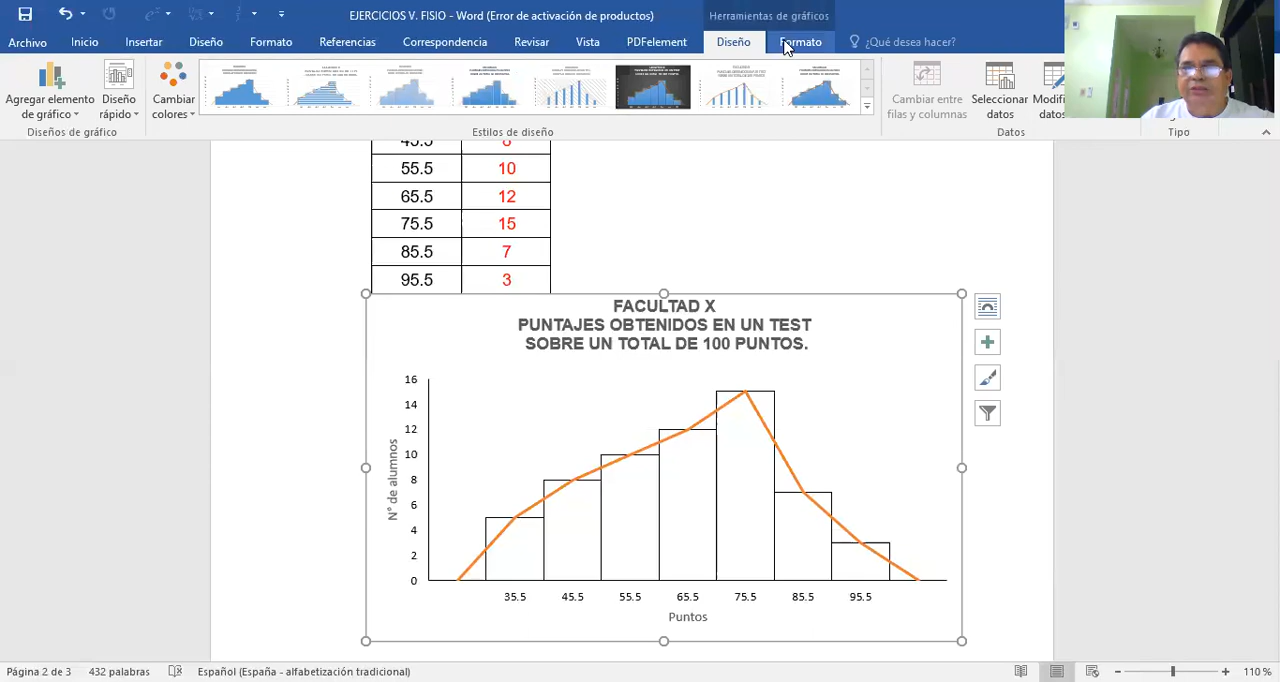 EJERCICIOS V. FISIO - Word (Error de activación de productos)
Herramientas de gráficos
Archivo Inicio Insertar Diseño Formato Referencias Correspondencia Revisar Vista PDFelement Diseño Formato ¿Qué desea hacer?
Agregar elemento de gráfico
Diseño rápido
Cambiar colores
Cambiar entre filas y columnas
Seleccionar datos
Diseños de gráfico
Estilos de diseño
Datos
Tipo
55.5 10
65.5 12
75.5 15
85.5 7
95.5 3
FACULTAD X
PUNTAJES OBTENIDOS EN UN TEST
SOBRE UN TOTAL DE 100 PUNTOS.
16
14
12
10
8
6
4
2
0
N° de alumnos
35.5 45.5 55.5 65.5 75.5 85.5 95.5
Puntos
Página 2 de 3 432 palabras Español (España - alfabetización tradicional) 110 %